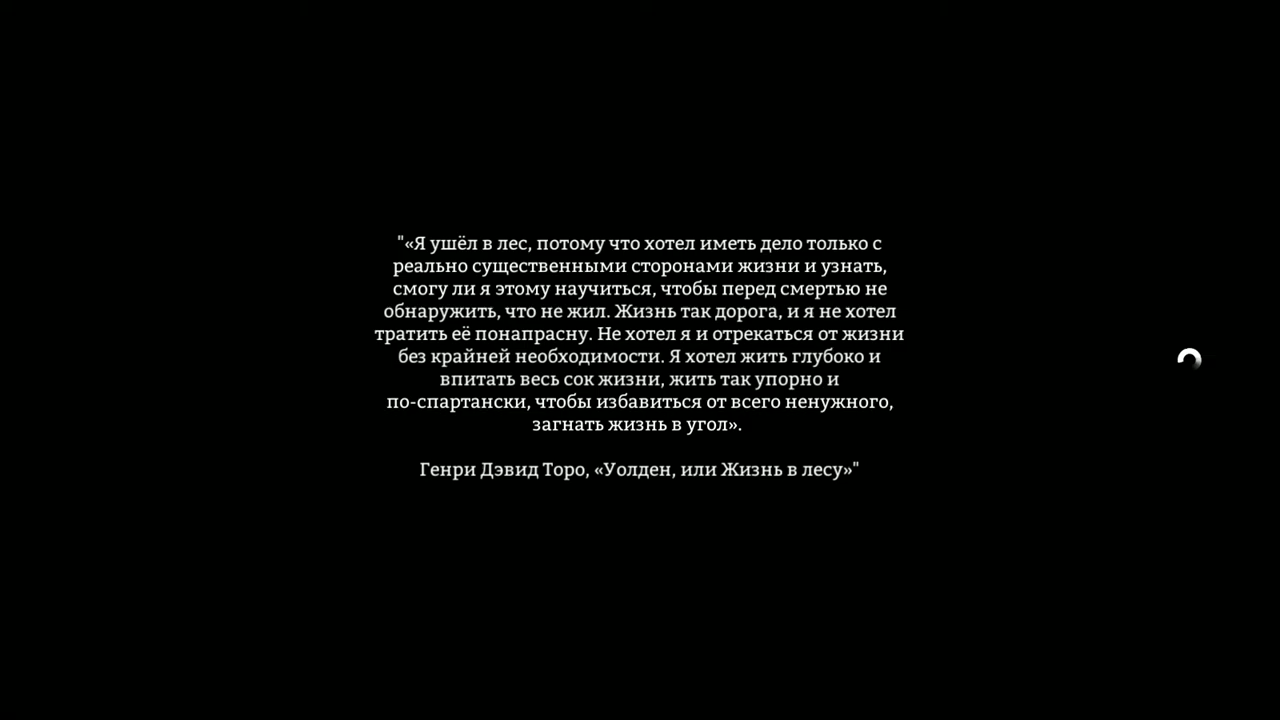 "«Я ушёл в лес, потому что хотел иметь дело только с
реально существенными сторонами жизни и узнать,
смогу ли я этому научиться, чтобы перед смертью не
обнаружить, что не жил. Жизнь так дорога, и я не хотел
тратить её понапрасну. Не хотел я и отрекаться от жизни
без крайней необходимости. Я хотел жить глубоко и
впитать весь сок жизни, жить так упорно и
по-спартански, чтобы избавиться от всего ненужного,
загнать жизнь в угол».
Генри Дэвид Торо, «Уолден, или Жизнь в лесу»"